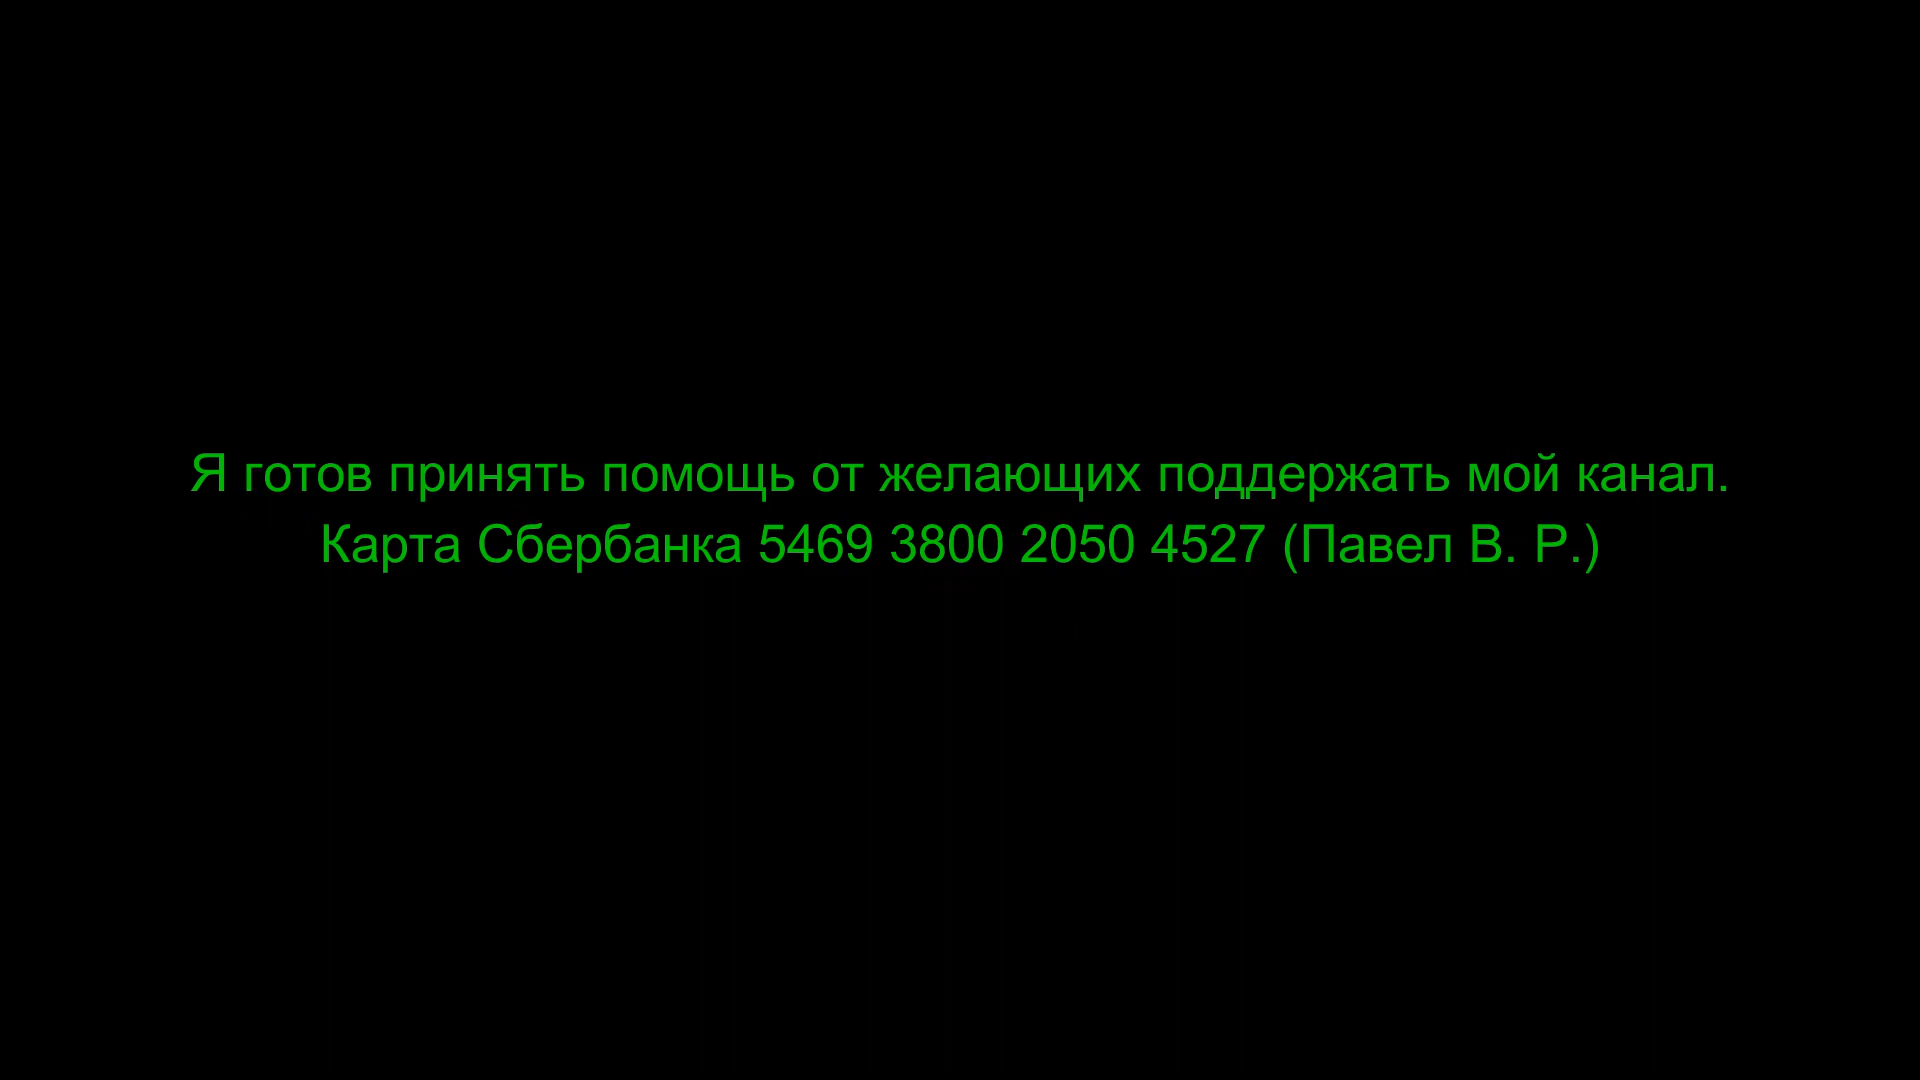 Я готов принять помощь от желающих поддержать мой канал.
Карта Сбербанка 5469 3800 2050 4527 (Павел В. Р.)